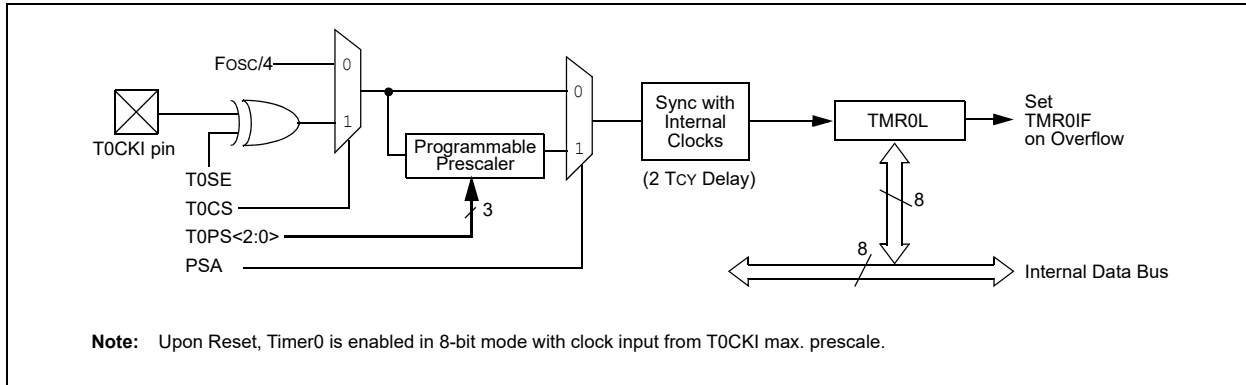 FOSC/4
0
1
T0CKI pin
T0SE
T0CS
T0PS<2:0>
PSA
Programmable
Prescaler
3
0
1
Sync with
Internal
Clocks
(2 TCY Delay)
TMR0L
Set
TMR0IF
on Overflow
8
8
Internal Data Bus
Note: Upon Reset, Timer0 is enabled in 8-bit mode with clock input from T0CKI max. prescale.